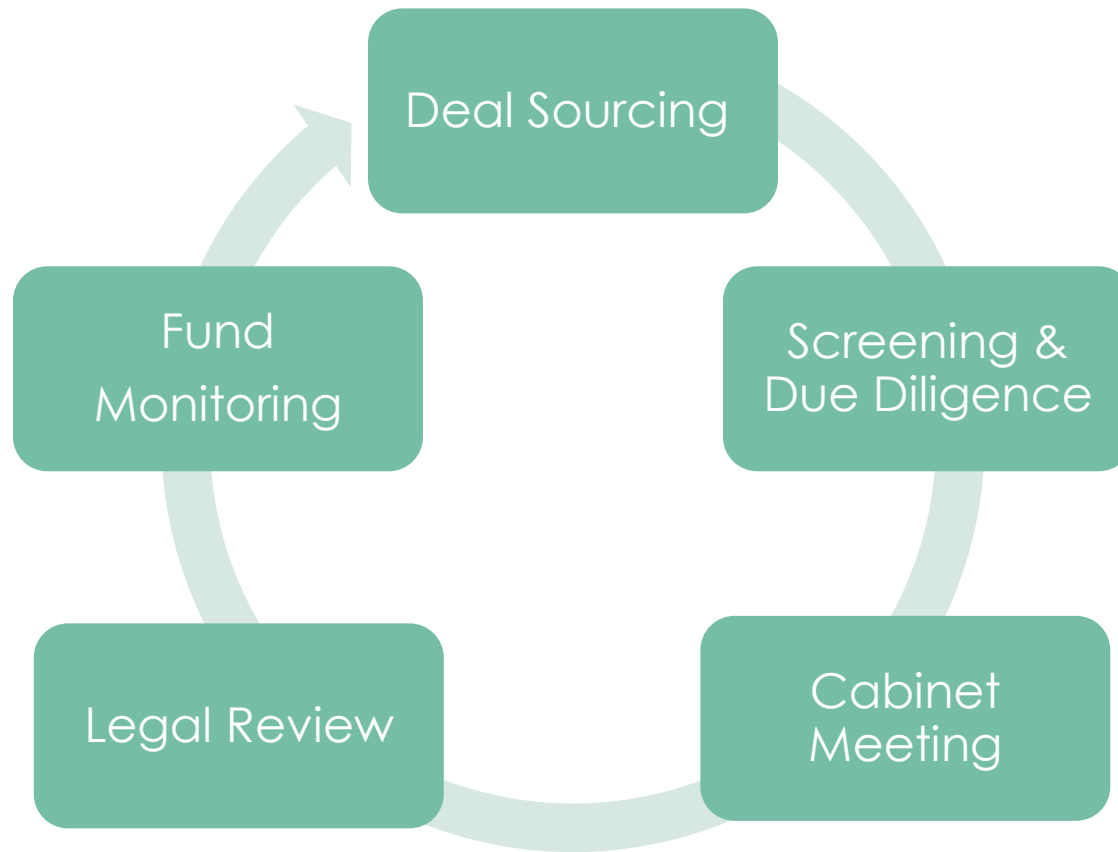 Deal Sourcing
Screening &
Due Diligence
Cabinet
Meeting
Legal Review
Fund
Monitoring